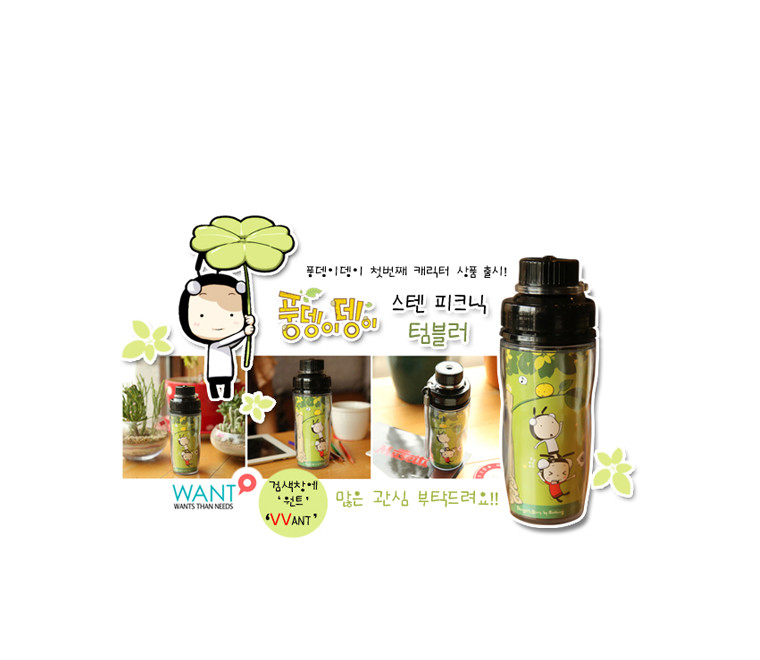 퐁뎅이뎅이 첫번째 캐릭터 상품 출시!
퐁뎅이뎅이
스텐 피크닉
텀블러
WANT
WANTS THAN NEEDS
검색창에
‘원트’
‘VVANT’
많은 관심 부탁드려요!!